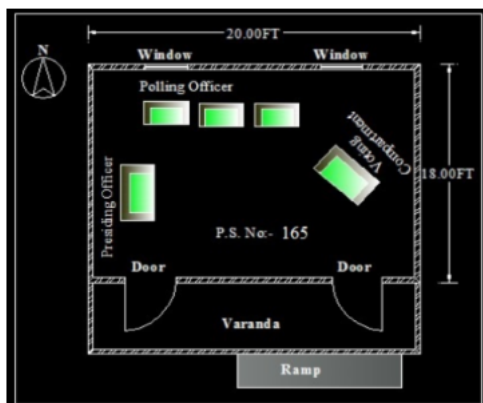 20.00FT
N
Window
Window
Polling Officer
Voting
Compartment
18.00FT
Presiding Officer
P.S. No:- 165
Door
Door
Varanda
Ramp